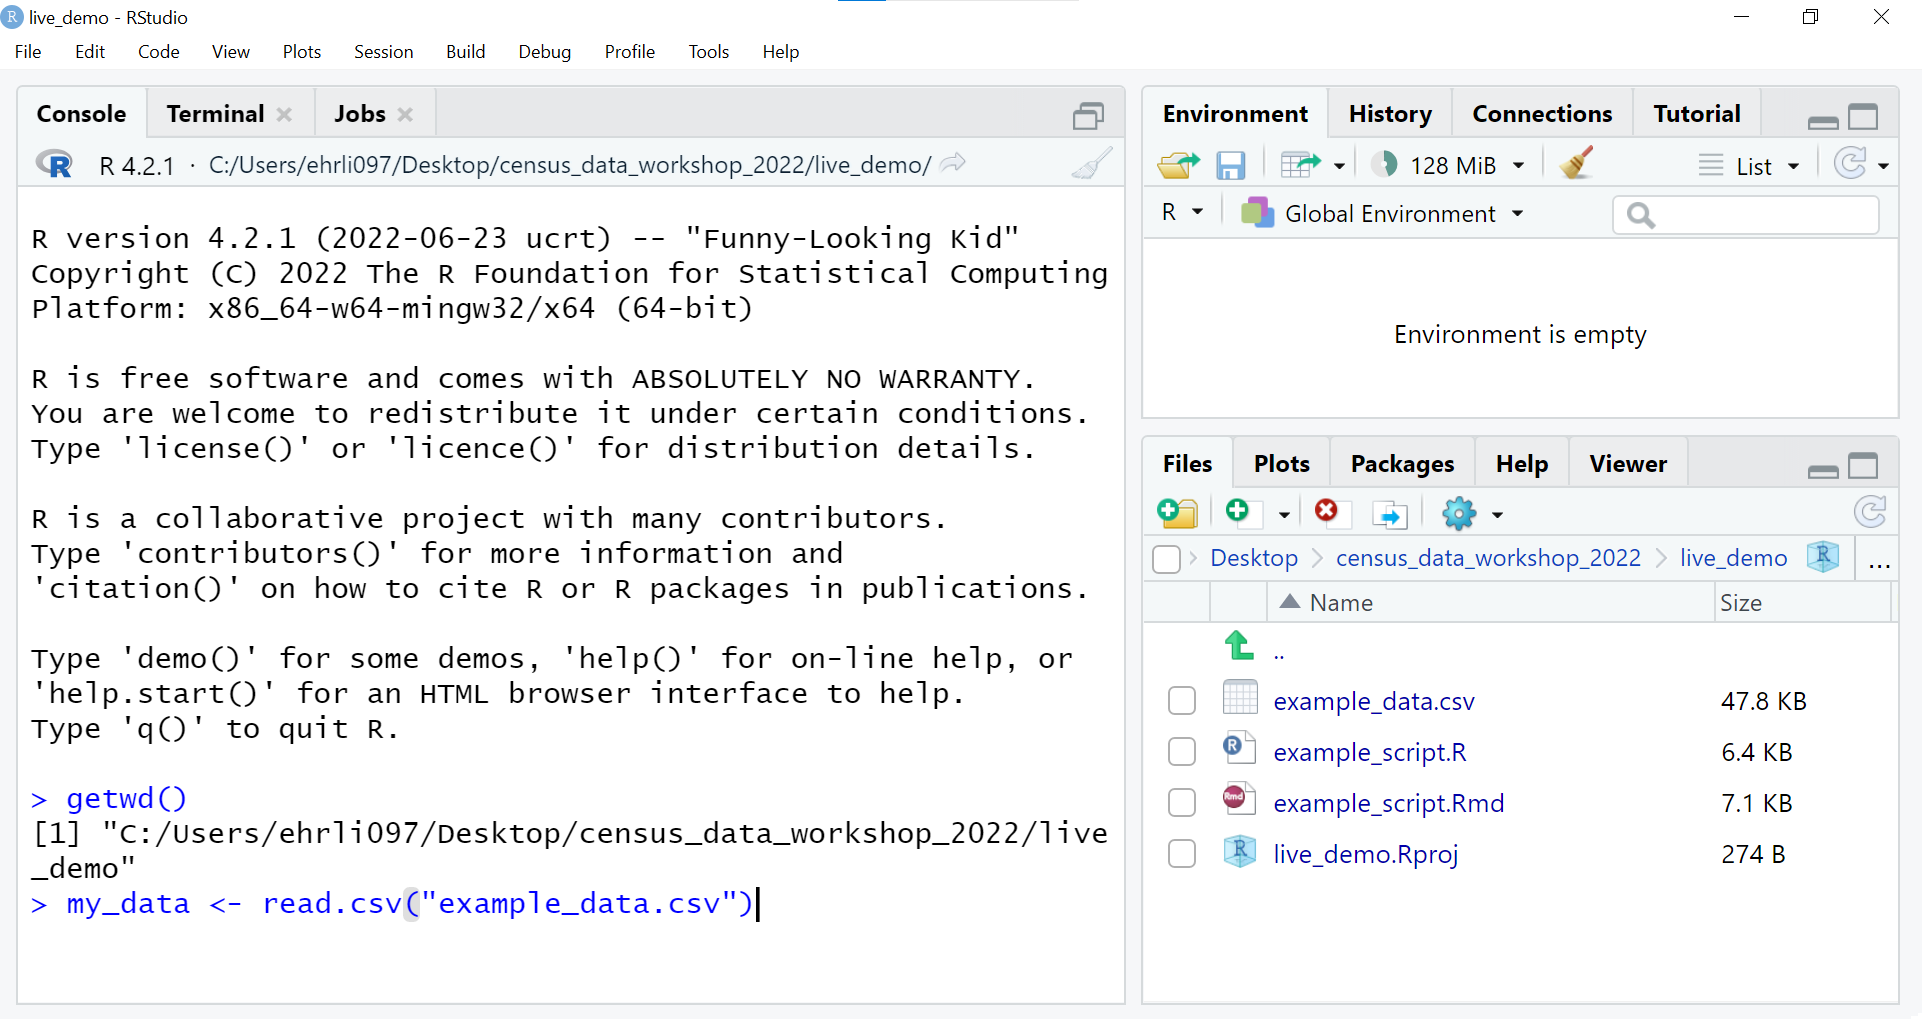 R live_demo - RStudio
File Edit Code View Plots Session Build Debug Profile Tools Help
Console Terminal Jobs
R R 4.2.1 · C:/Users/ehrli097/Desktop/census_data_workshop_2022/live_demo/
R version 4.2.1 (2022-06-23 ucrt) -- "Funny-Looking Kid"
Copyright (C) 2022 The R Foundation for Statistical Computing
Platform: x86_64-w64-mingw32/x64 (64-bit)
R is free software and comes with ABSOLUTELY NO WARRANTY.
You are welcome to redistribute it under certain conditions.
Type 'license()' or 'licence()' for distribution details.
R is a collaborative project with many contributors.
Type 'contributors()' for more information and
'citation()' on how to cite R or R packages in publications.
Type 'demo()' for some demos, 'help()' for on-line help, or
'help.start()' for an HTML browser interface to help.
Type 'q()' to quit R.
> getwd()
[1] "C:/Users/ehrli097/Desktop/census_data_workshop_2022/live
_demo"
> my_data <- read.csv("example_data.csv")
Environment History Connections Tutorial
128 MiB List
R Global Environment
Environment is empty
Files Plots Packages Help Viewer
Desktop census_data_workshop_2022 live_demo R ...
Name Size
..
example_data.csv 47.8 KB
R example_script.R 6.4 KB
Rmd example_script.Rmd 7.1 KB
R live_demo.Rproj 274 B